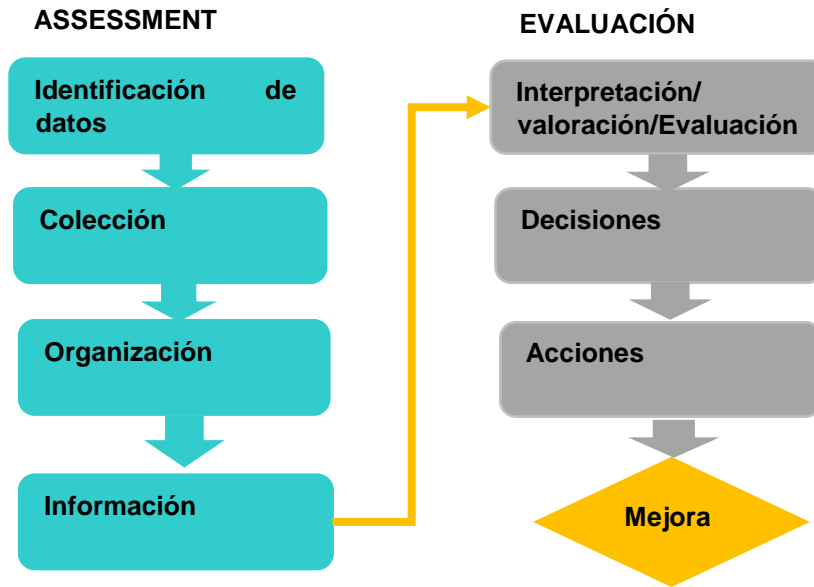 ASSESSMENT
Identificación de
datos
Colección
Organización
Información
EVALUACIÓN
Interpretación/
valoración/Evaluación
Decisiones
Acciones
Mejora